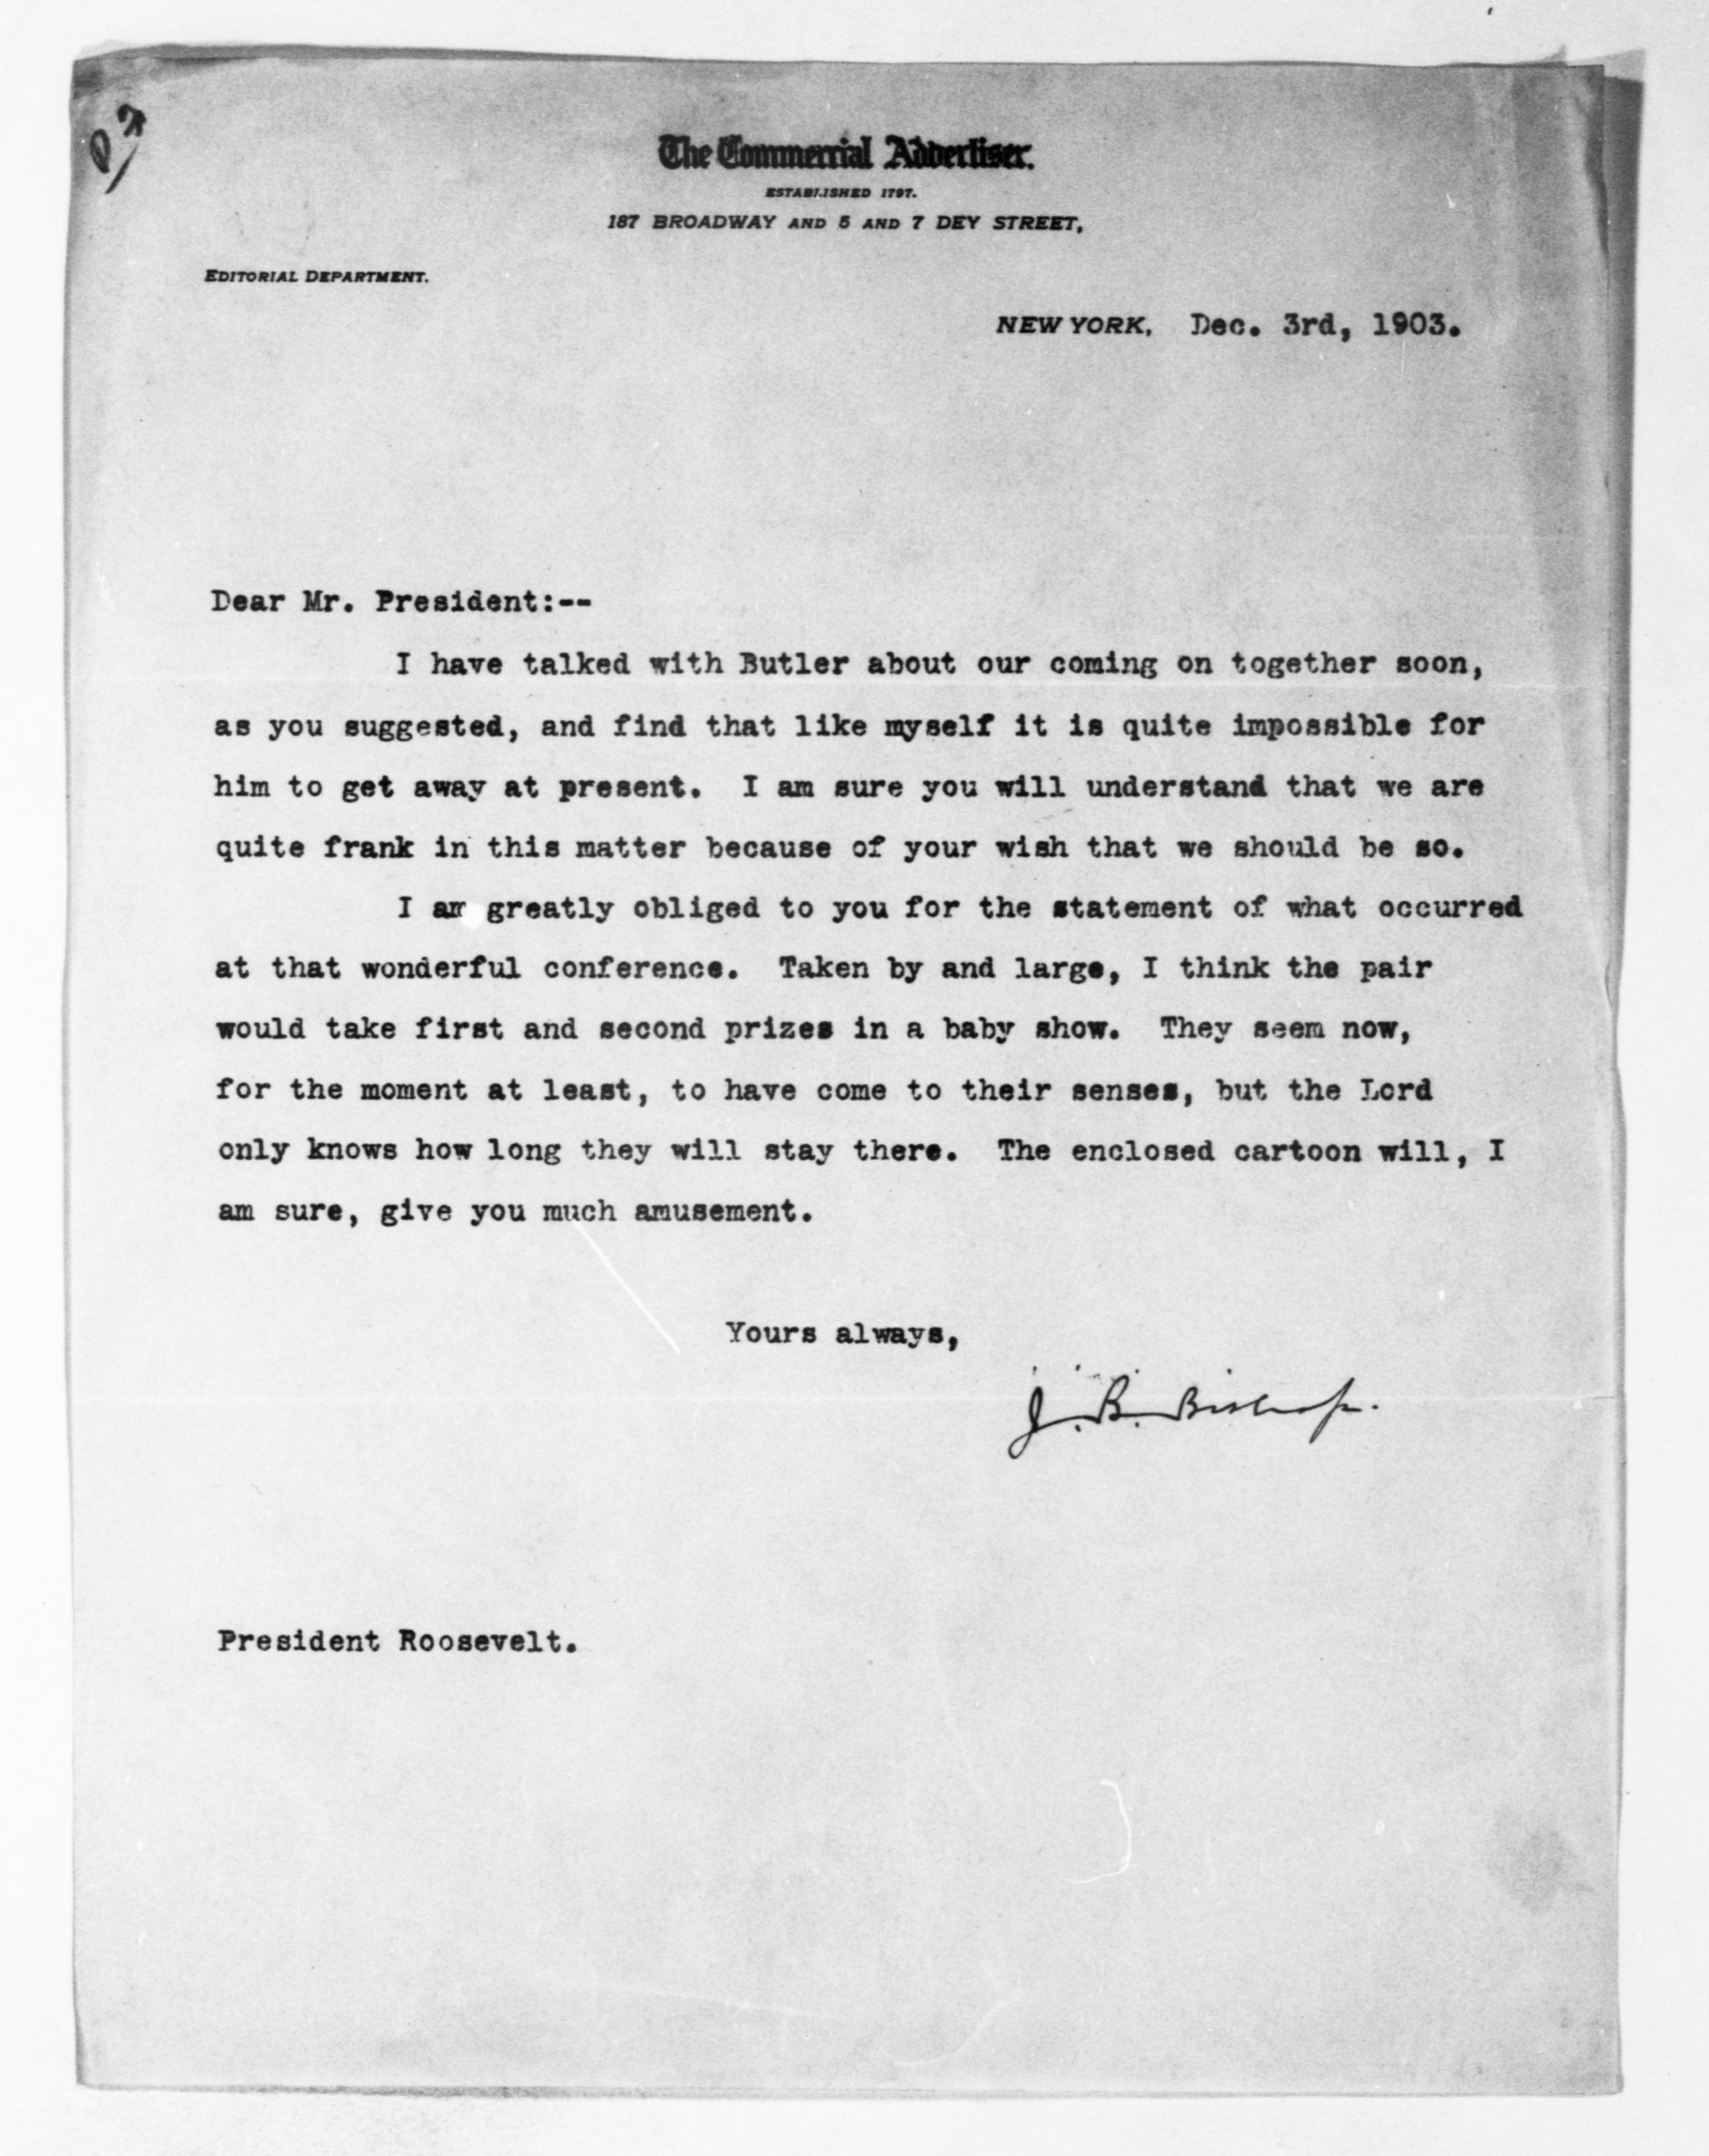 The Commercial Advertiser.
ESTABLISHED 1797.
187 BROADWAY AND 5 AND 7 DEY STREET,
EDITORIAL DEPARTMENT.
NEW YORK, Dec. 3rd, 1903.
Dear Mr. President:--
I have talked with Butler about our coming on together soon,
as you suggested, and find that like myself it is quite impossible for
him to get away at present. I am sure you will understand that we are
quite frank in this matter because of your wish that we should be so.
I am greatly obliged to you for the statement of what occurred
at that wonderful conference. Taken by and large, I think the pair
would take first and second prizes in a baby show. They seem now,
for the moment at least, to have come to their senses, but the Lord
only knows how long they will stay there. The enclosed cartoon will, I
am sure, give you much amusement.
Yours always,
J. B. Bishop.
President Roosevelt.